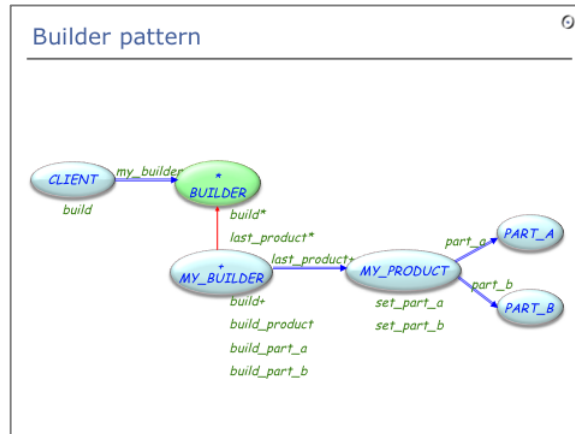 Builder pattern
CLIENT
my_builder
*
BUILDER
build
build*
last_product*
+
MY_BUILDER
last_product+
MY_PRODUCT
part_a
PART_A
part_b
PART_B
build+
build_product
build_part_a
build_part_b
set_part_a
set_part_b